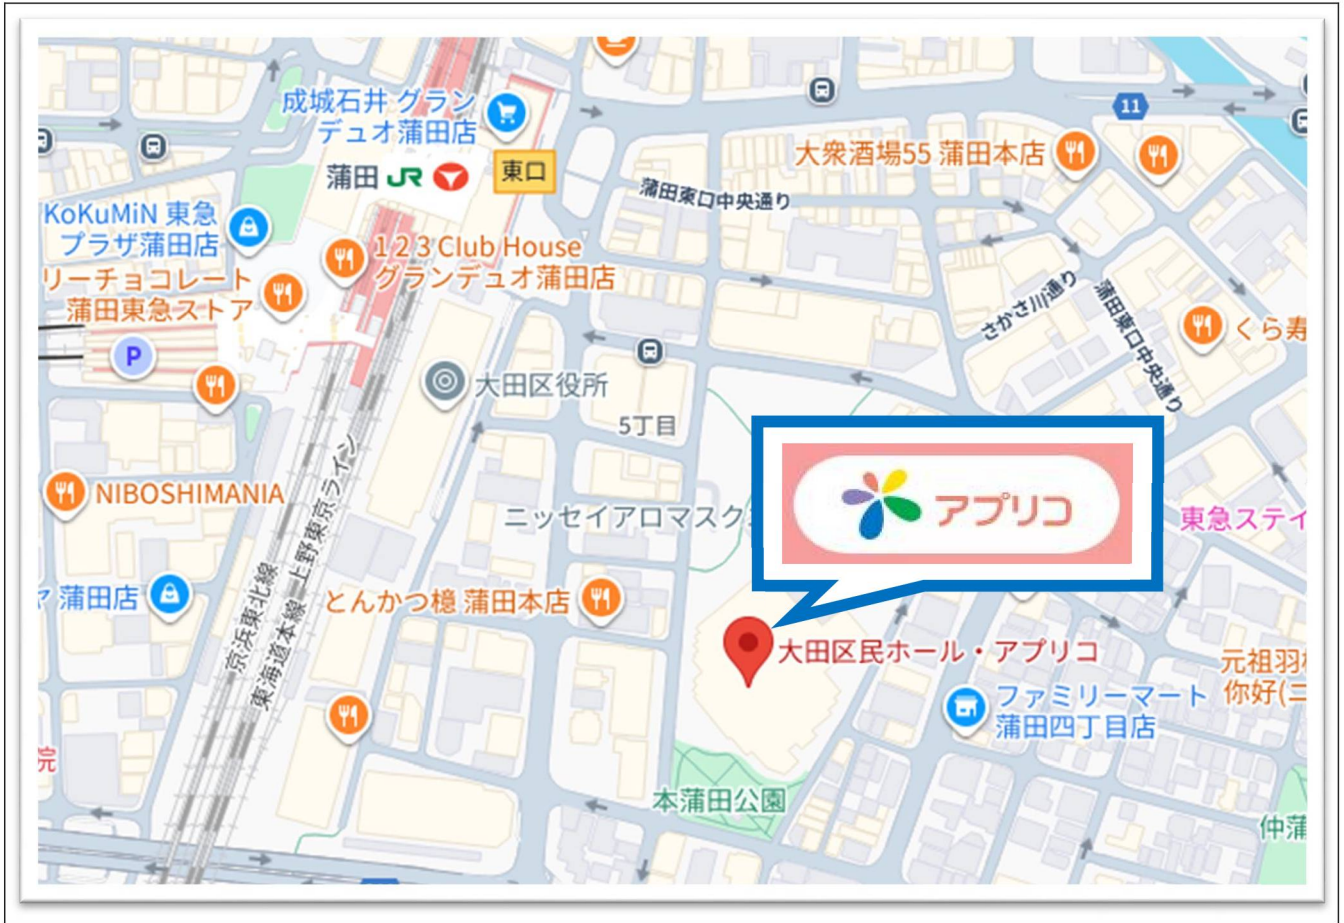 成城石井 グラン
デュオ蒲田店
11
蒲田 JR
東口
大衆酒場55 蒲田本店
蒲田東口中央通り
KoKuMiN 東急
プラザ蒲田店
1 2 3 Club House
グランデュオ蒲田店
リーチョコレート
蒲田東急ストア
さかさ川通り
蒲田東口中央通り
くら寿
P
大田区役所
5丁目
アプリコ
NIBOSHIMANIA
ニッセイアロマスク
東急ステイ
京浜東北線
東海道本線 上野東京ライン
蒲田店
とんかつ檍 蒲田本店
大田区民ホール・アプリコ
元祖羽
你好(二
ファミリーマート
蒲田四丁目店
院
本蒲田公園
仲蒲